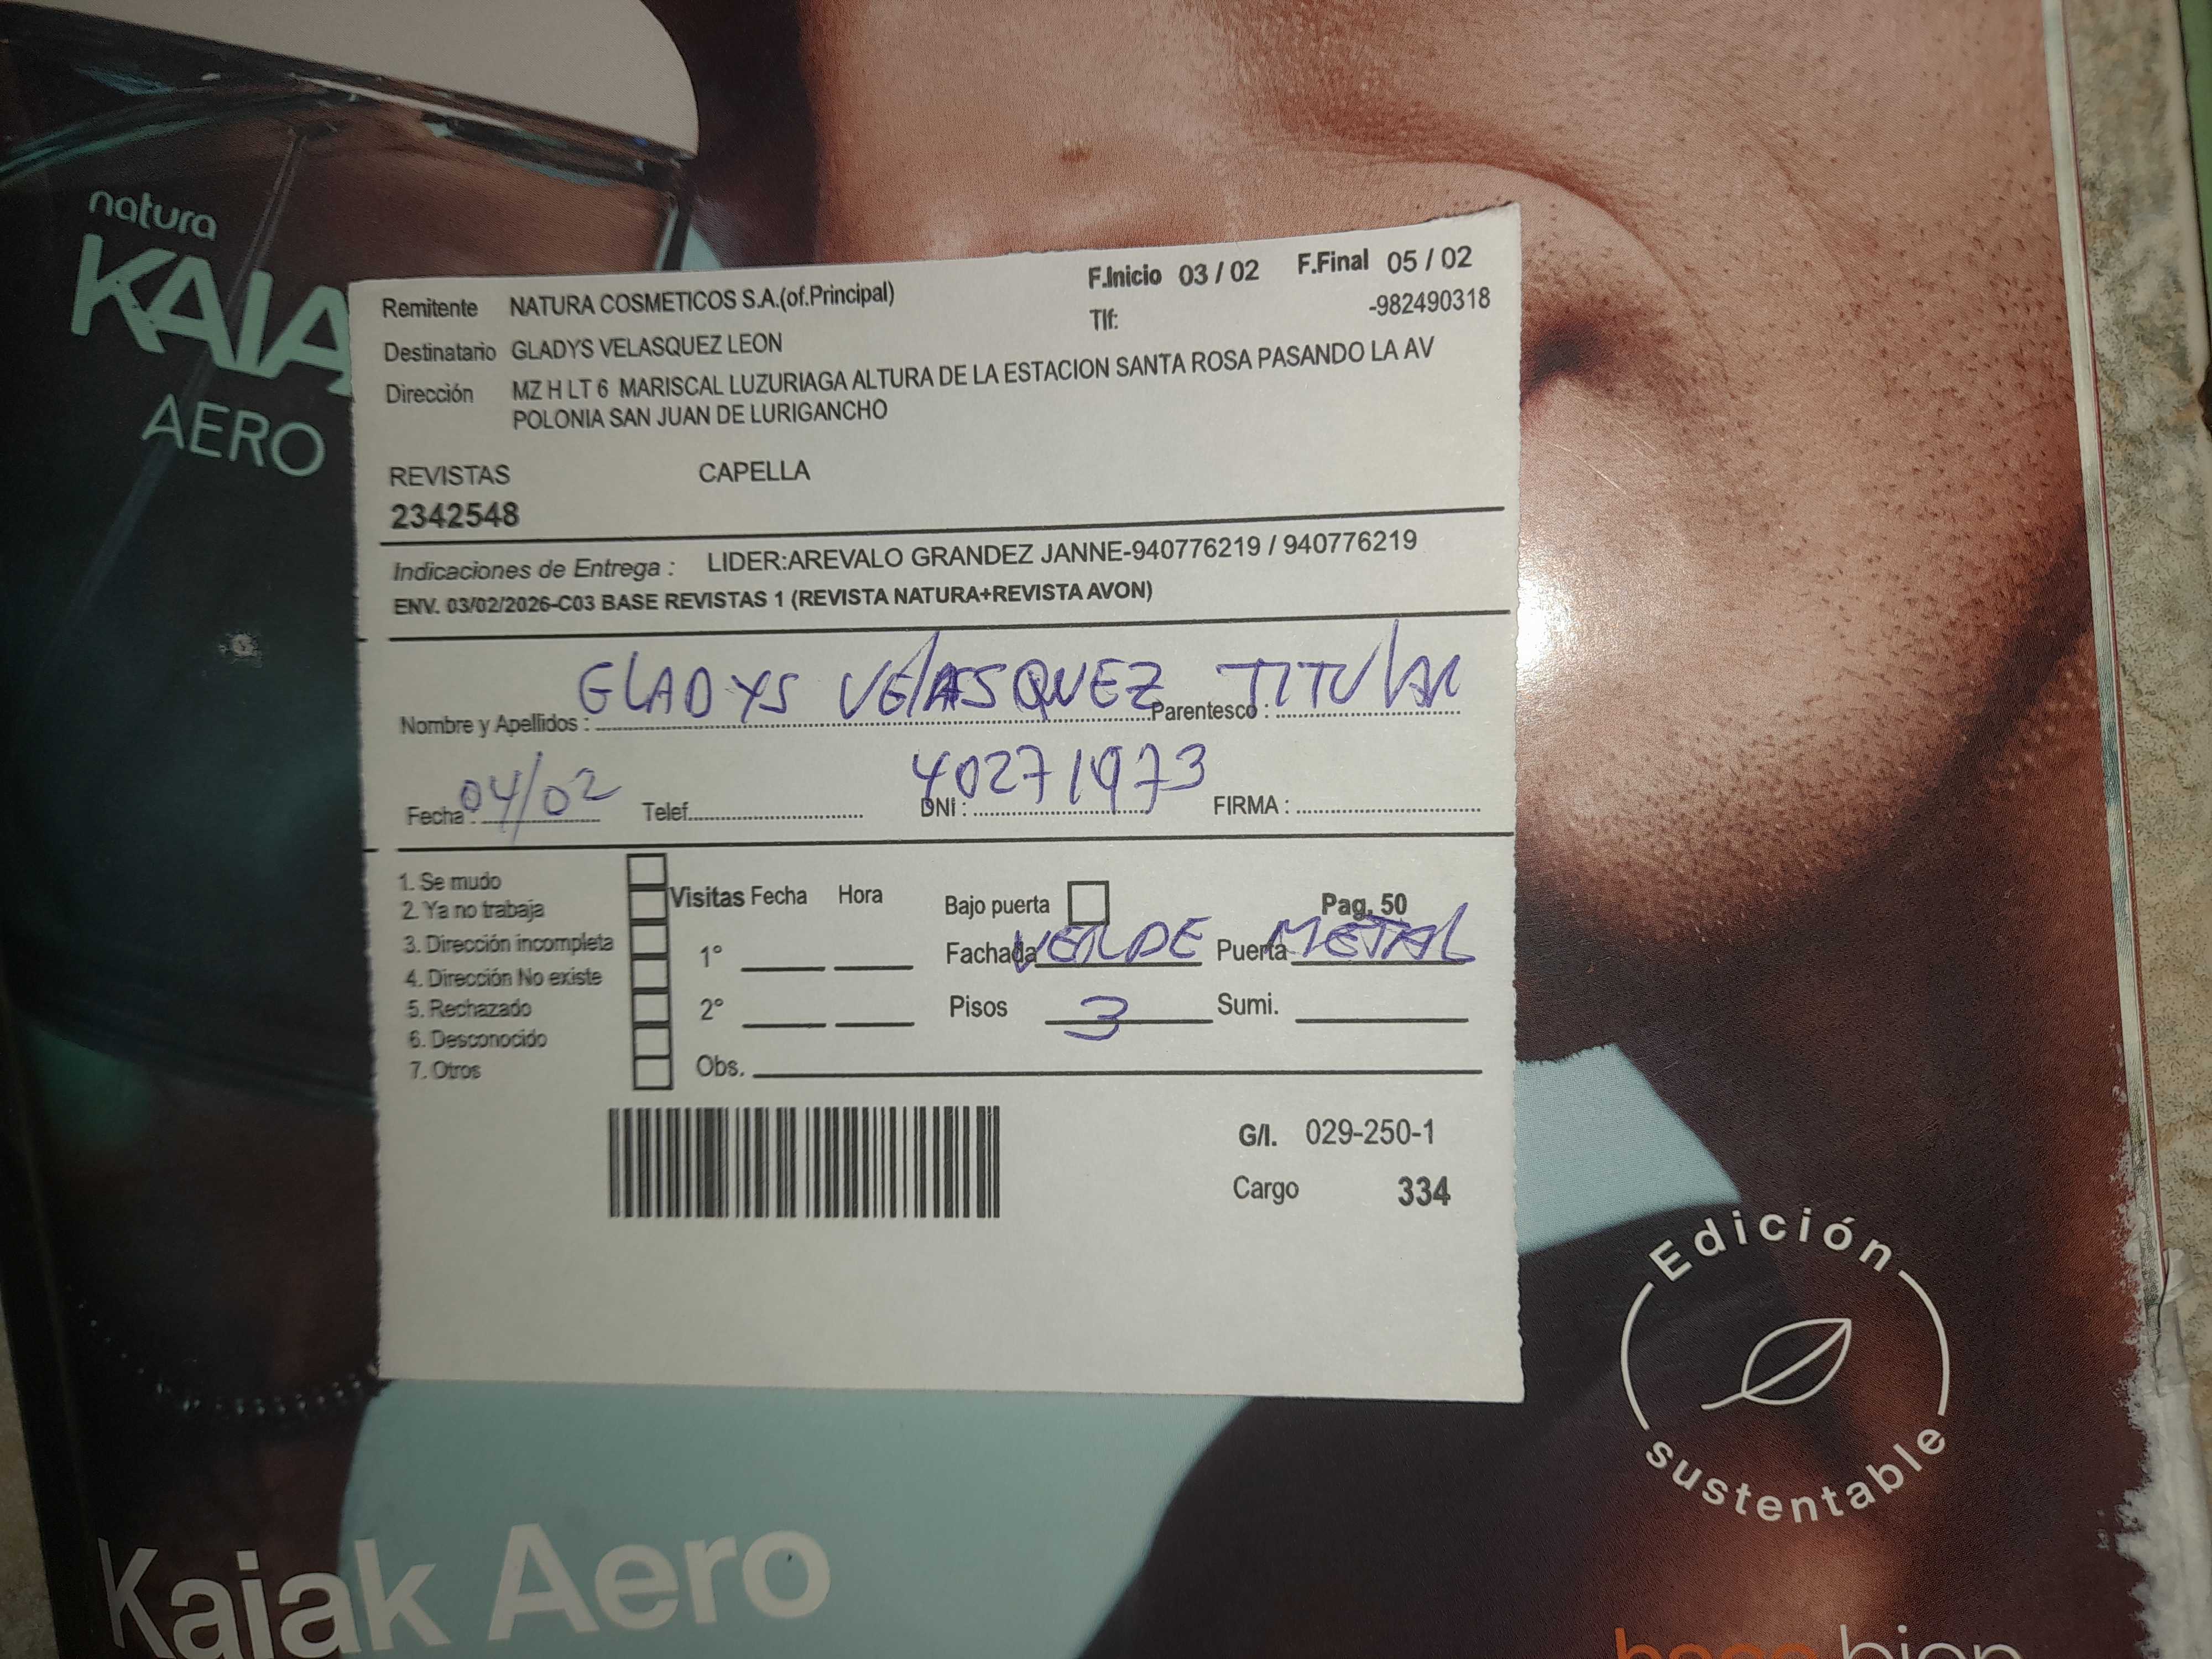 natura
KAIA
AERO
Remitente NATURA COSMETICOS S.A.(of.Principal) F.Inicio 03 / 02 F.Final 05 / 02
Tlf: -982490318
Destinatario GLADYS VELASQUEZ LEON
Dirección MZ H LT 6 MARISCAL LUZURIAGA ALTURA DE LA ESTACION SANTA ROSA PASANDO LA AV
POLONIA SAN JUAN DE LURIGANCHO
REVISTAS CAPELLA
2342548
Indicaciones de Entrega : LIDER:AREVALO GRANDEZ JANNE-940776219 / 940776219
ENV. 03/02/2026-C03 BASE REVISTAS 1 (REVISTA NATURA+REVISTA AVON)
Nombre y Apellidos : GLADYS VELASQUEZ Parentesco : TITULAR
Fecha : 04/02 Telef. DNI : 40271973 FIRMA :
1. Se mudo
2. Ya no trabaja
3. Dirección incompleta
4. Dirección No existe
5. Rechazado
6. Desconocido
7. Otros
Visitas Fecha Hora
1°
2°
Obs.
Bajo puerta Pag. 50
Fachada VERDE Puerta METAL
Pisos 3 Sumi.
G/I. 029-250-1
Cargo 334
Edición
sustentable
Kaiak Aero